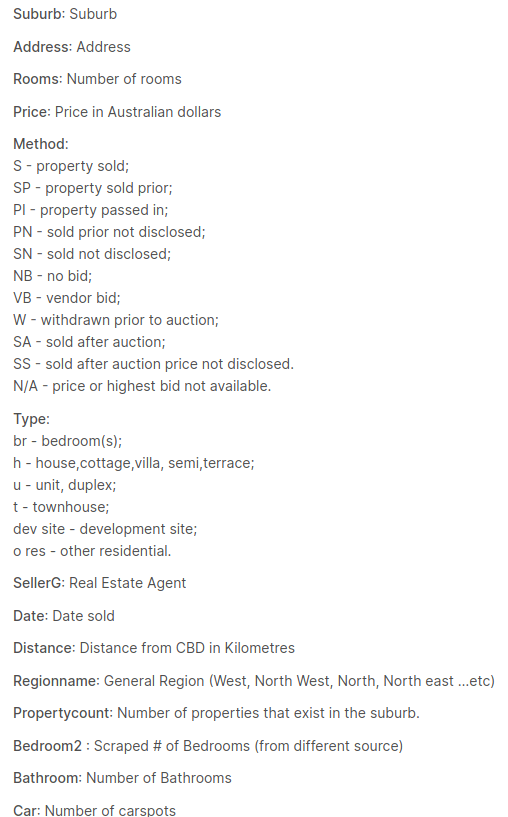 Suburb: Suburb
Address: Address
Rooms: Number of rooms
Price: Price in Australian dollars
Method:
S - property sold;
SP - property sold prior;
PI - property passed in;
PN - sold prior not disclosed;
SN - sold not disclosed;
NB - no bid;
VB - vendor bid;
W - withdrawn prior to auction;
SA - sold after auction;
SS - sold after auction price not disclosed.
N/A - price or highest bid not available.
Type:
br - bedroom(s);
h - house,cottage,villa, semi,terrace;
u - unit, duplex;
t - townhouse;
dev site - development site;
o res - other residential.
SellerG: Real Estate Agent
Date: Date sold
Distance: Distance from CBD in Kilometres
Regionname: General Region (West, North West, North, North east ...etc)
Propertycount: Number of properties that exist in the suburb.
Bedroom2 : Scraped # of Bedrooms (from different source)
Bathroom: Number of Bathrooms
Car: Number of carspots